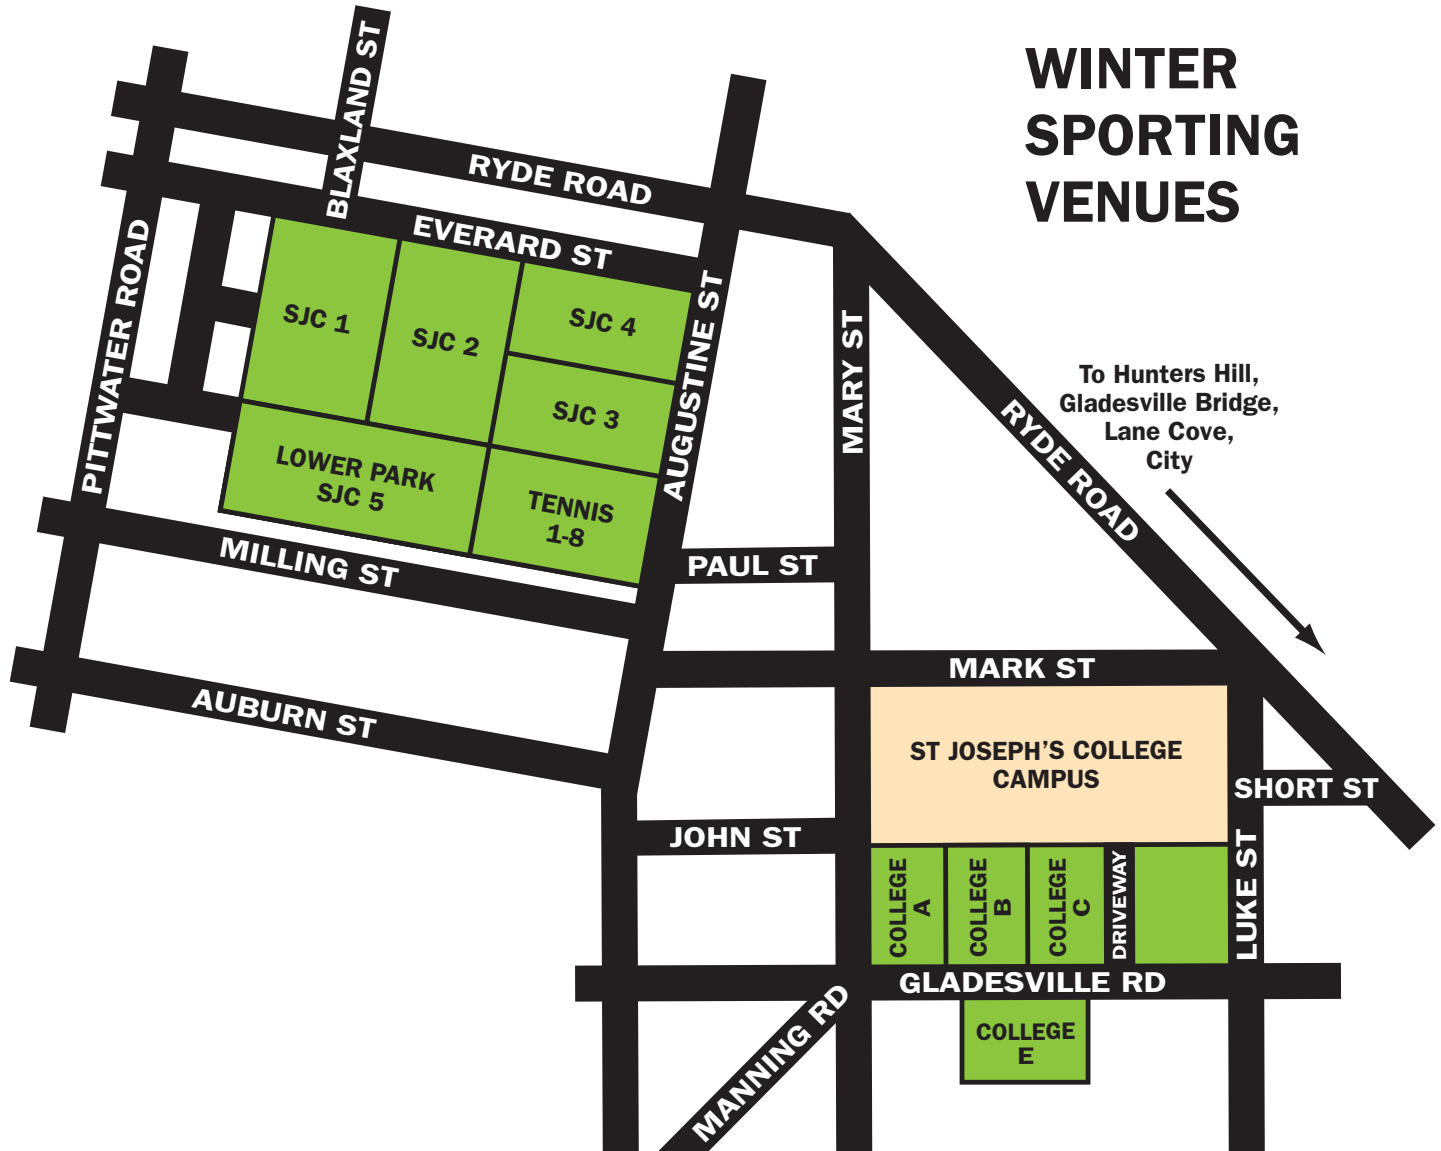 WINTER
SPORTING
VENUES
BLAXLAND ST
RYDE ROAD
EVERARD ST
PITTWATER ROAD
SJC 1
SJC 2
SJC 4
SJC 3
AUGUSTINE ST
MARY ST
LOWER PARK
SJC 5
TENNIS
1-8
To Hunters Hill,
Gladesville Bridge,
Lane Cove,
City
RYDE ROAD
MILLING ST
PAUL ST
MARK ST
AUBURN ST
ST JOSEPH'S COLLEGE
CAMPUS
SHORT ST
JOHN ST
COLLEGE
A
COLLEGE
B
COLLEGE
C
DRIVEWAY
LUKE ST
GLADESVILLE RD
MANNING RD
COLLEGE
E